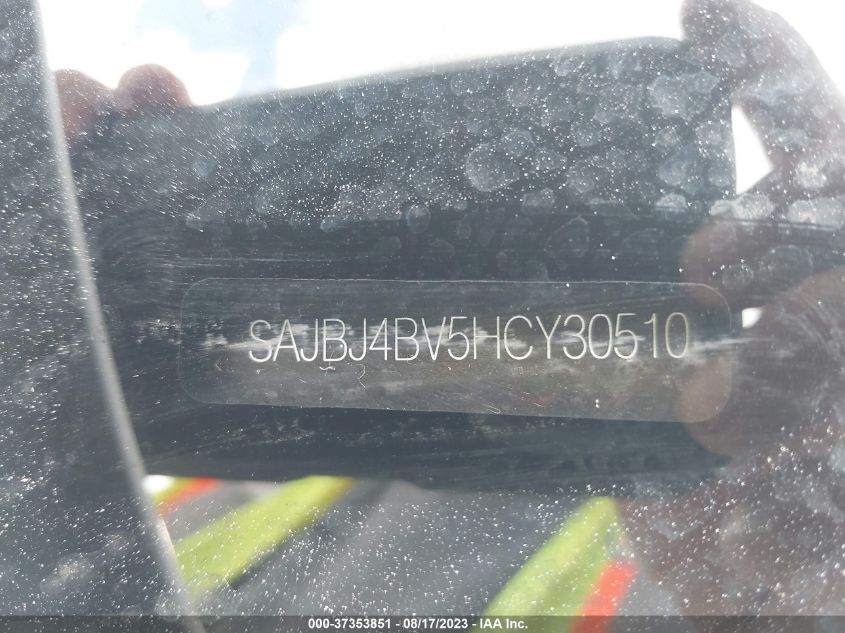 SAJBJ4BV5HCY30510
000-37353851 - 08/17/2023 - IAA Inc.